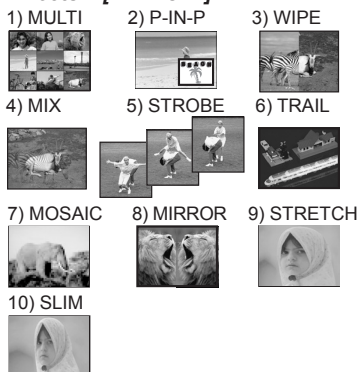 1) MULTI 2) P-IN-P 3) WIPE
BEACH
4) MIX 5) STROBE 6) TRAIL
7) MOSAIC 8) MIRROR 9) STRETCH
10) SLIM